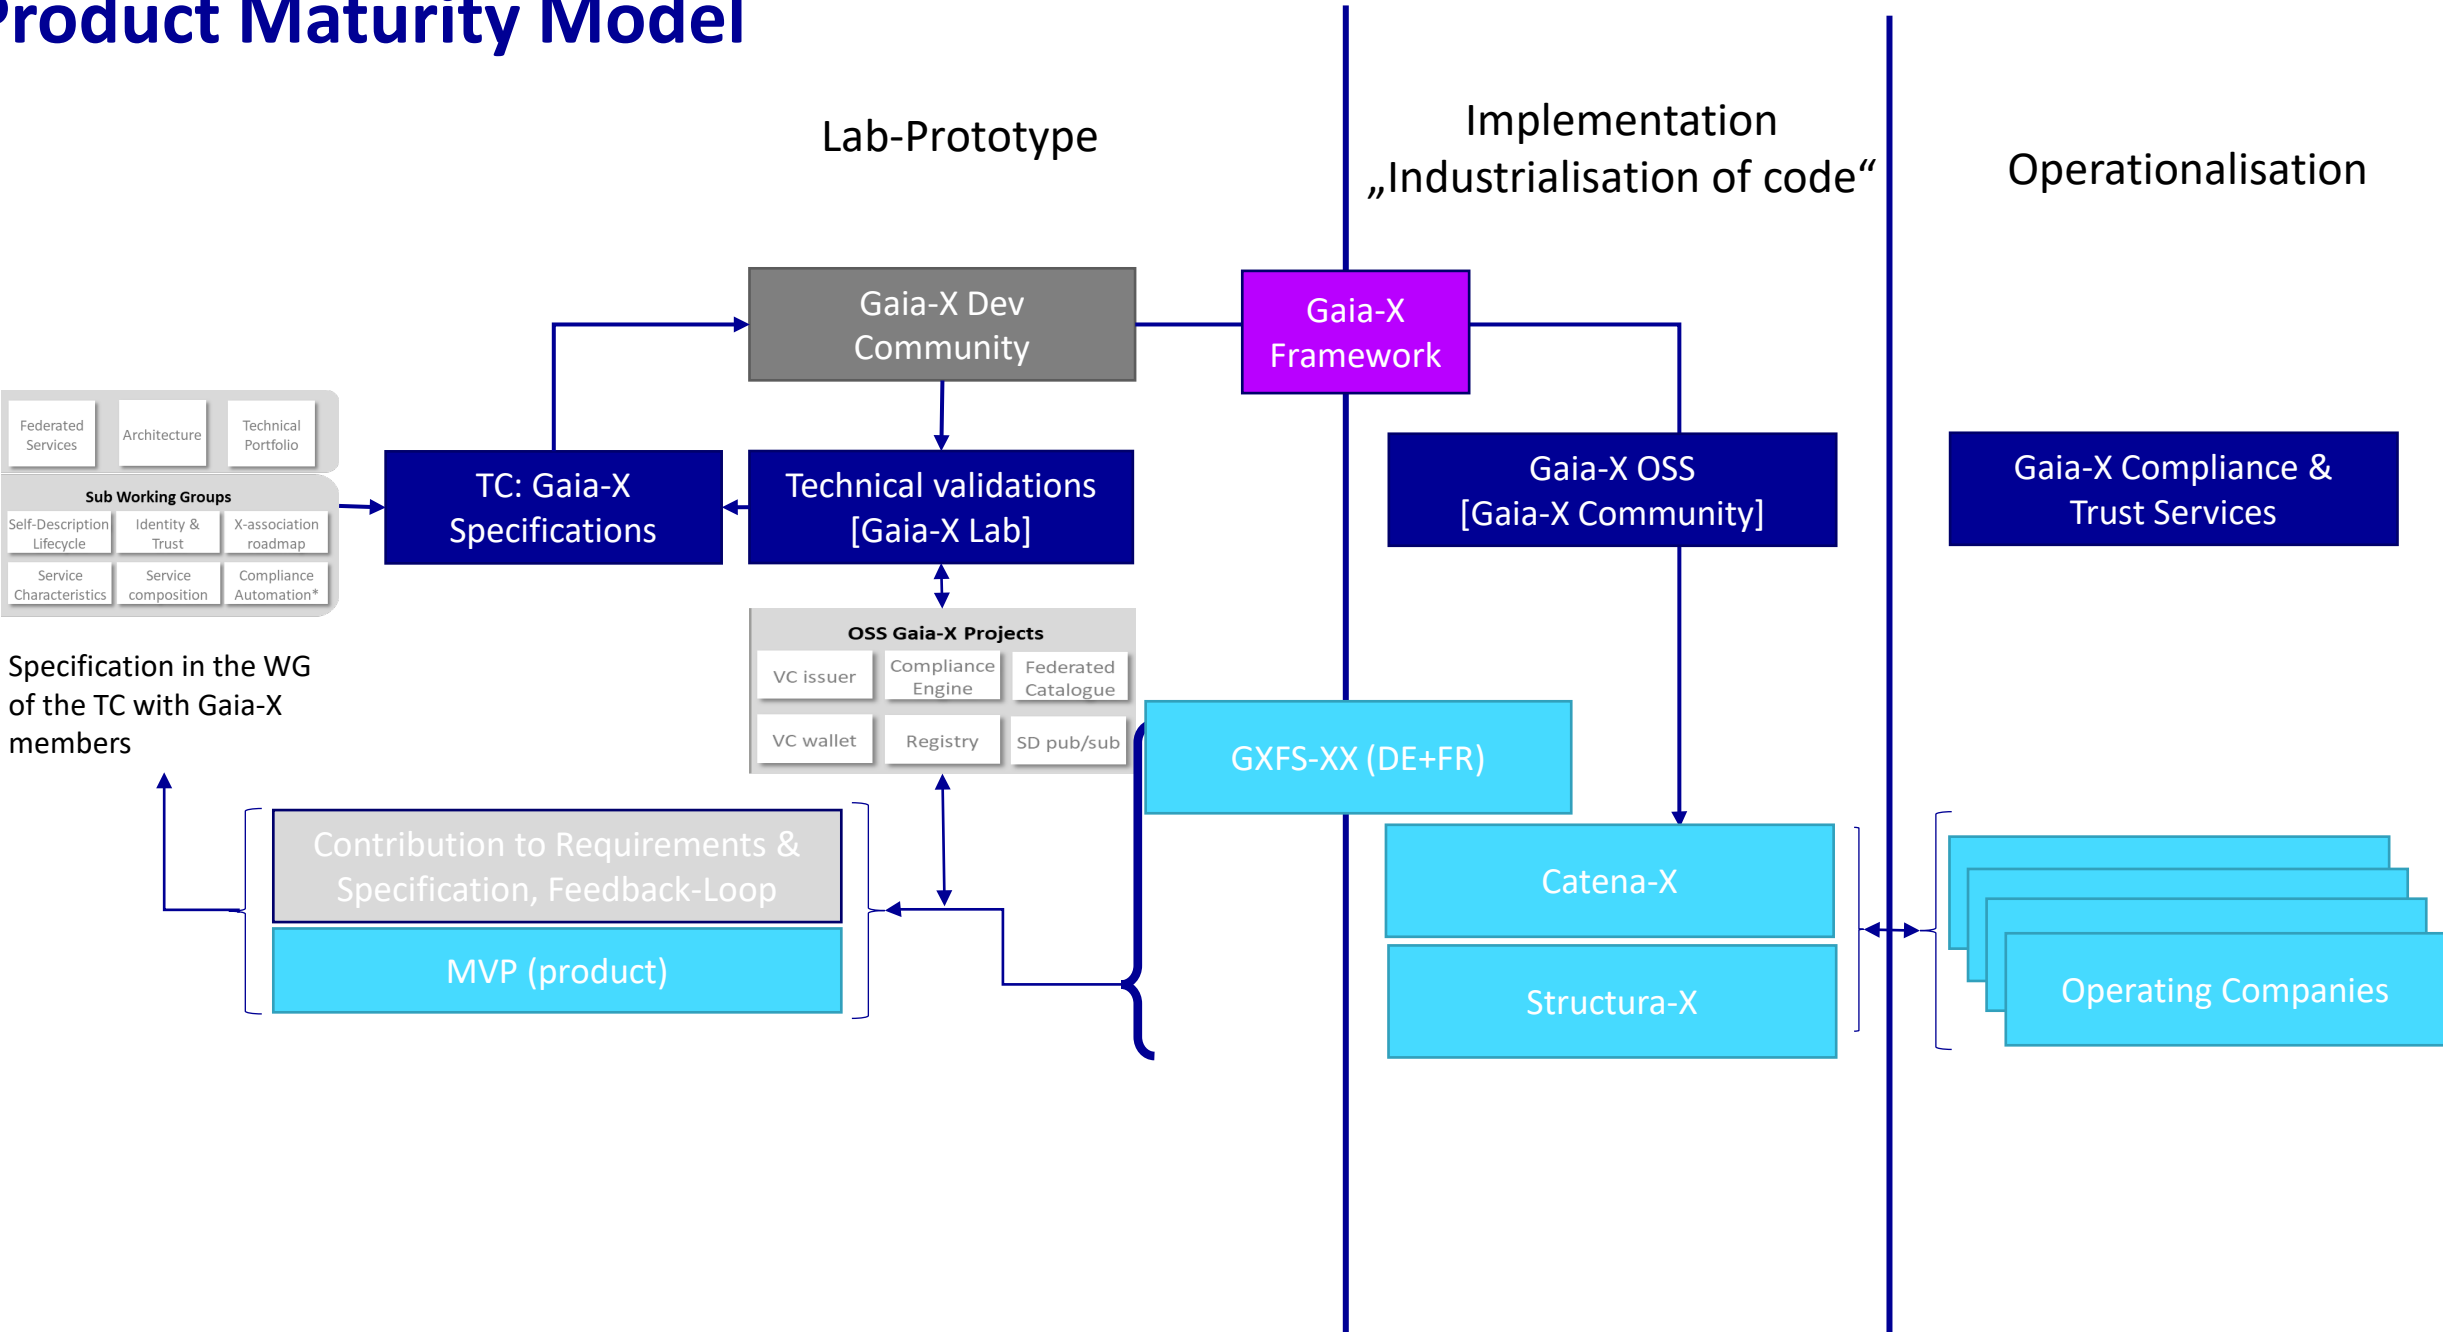 Product Maturity Model
Lab-Prototype
Implementation
„Industrialisation of code“
Operationalisation
Gaia-X Dev
Community
Gaia-X
Framework
Federated
Services
Architecture
Technical
Portfolio
Sub Working Groups
Self-Description
Lifecycle
Identity &
Trust
X-association
roadmap
Service
Characteristics
Service
composition
Compliance
Automation*
TC: Gaia-X
Specifications
Technical validations
[Gaia-X Lab]
Gaia-X OSS
[Gaia-X Community]
Gaia-X Compliance &
Trust Services
OSS Gaia-X Projects
VC issuer
Compliance
Engine
Federated
Catalogue
VC wallet
Registry
SD pub/sub
Specification in the WG
of the TC with Gaia-X
members
GXFS-XX (DE+FR)
Contribution to Requirements &
Specification, Feedback-Loop
MVP (product)
Catena-X
Structura-X
Operating Companies